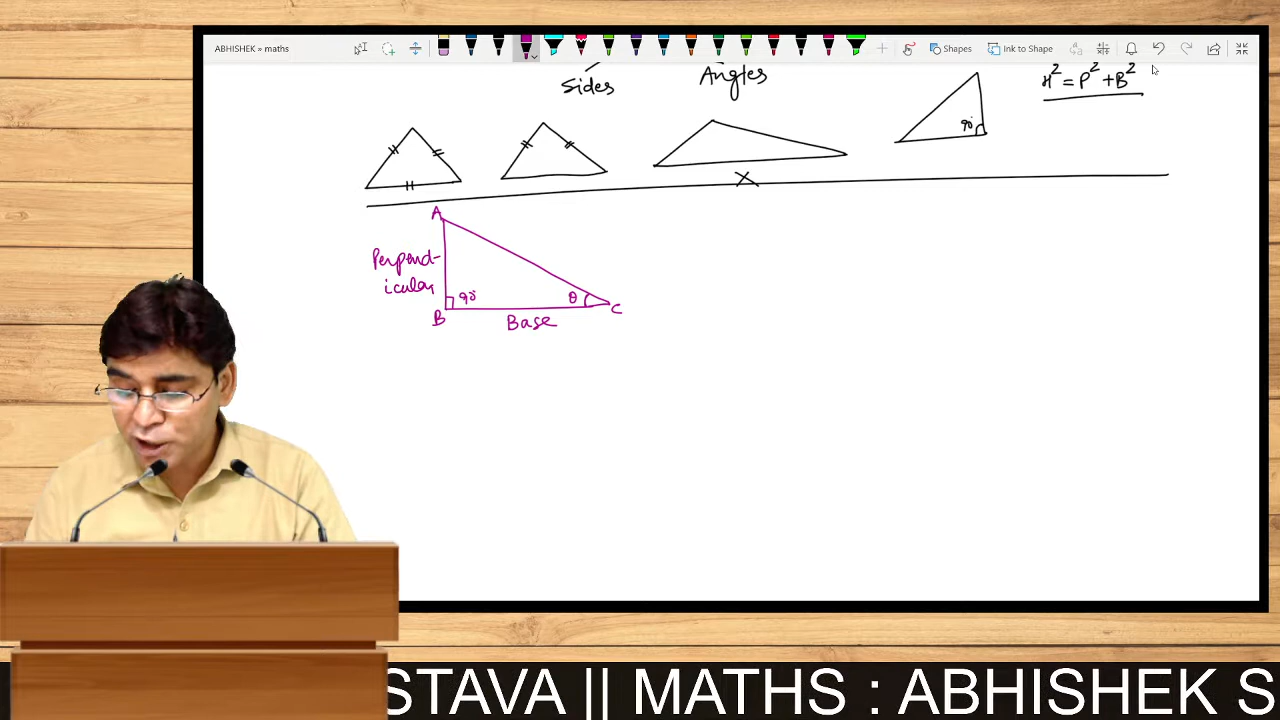 ABHISHEK » maths
Shapes
Ink to Shape
Sides
Angles
H² = P² + B²
90°
A
Perpend-
icular
90°
θ
B
Base
C
STAVA || MATHS : ABHISHEK S